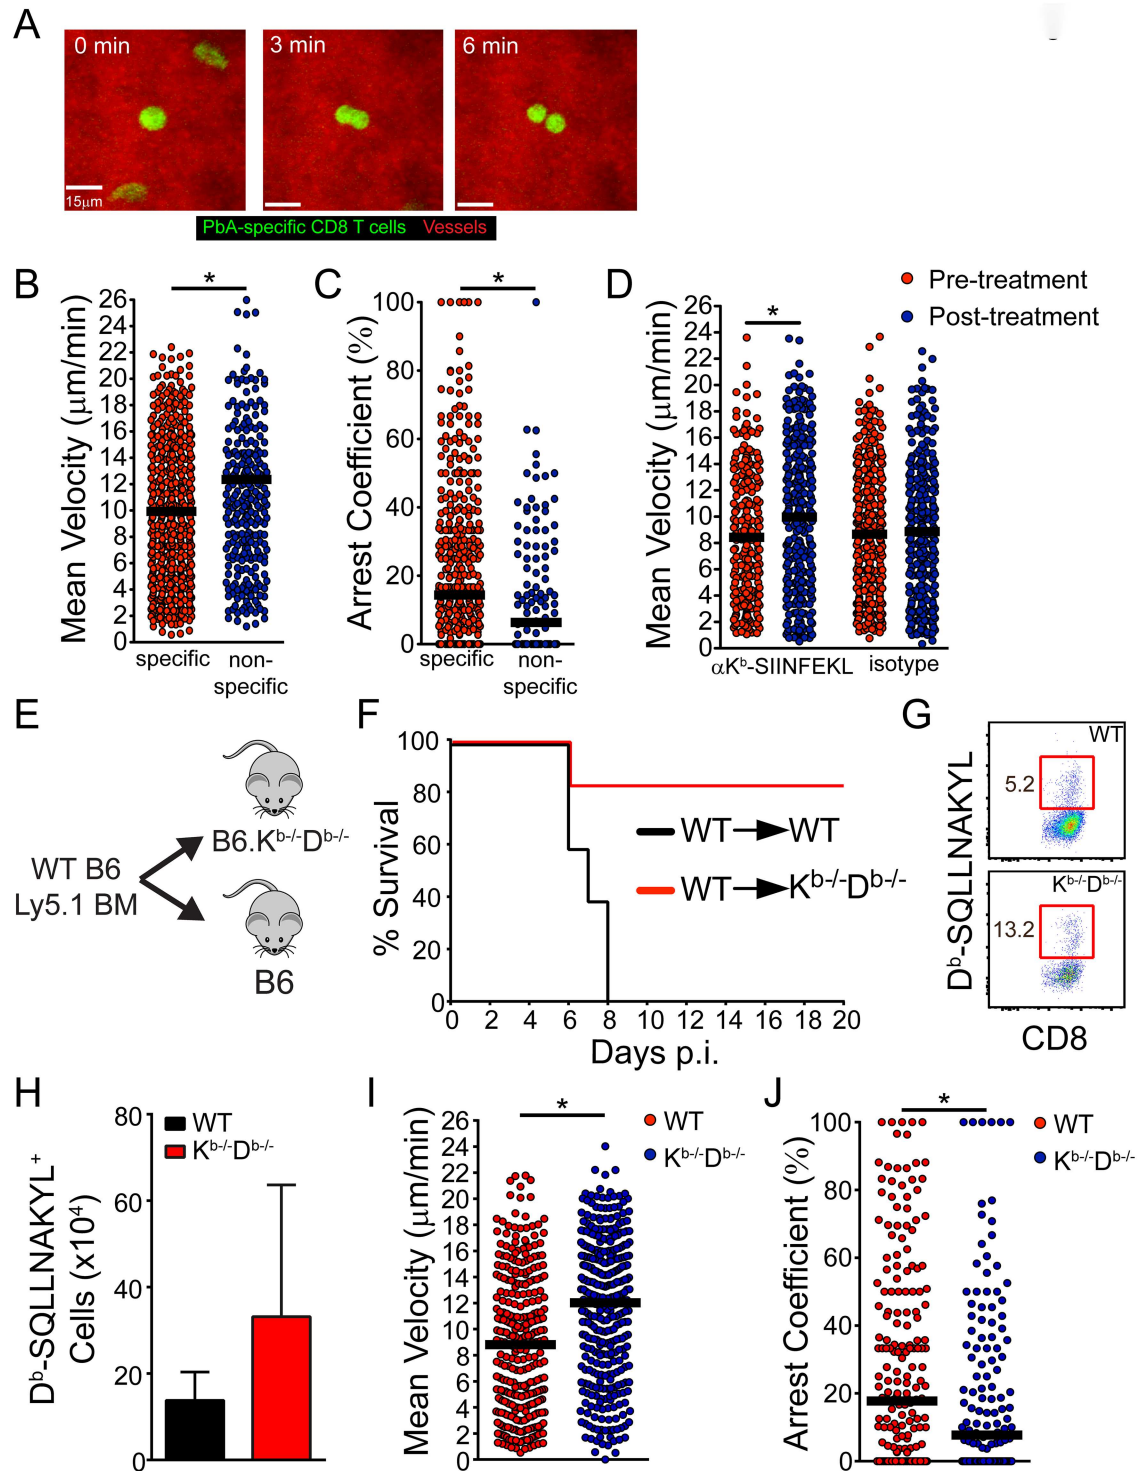 A
0 min
3 min
6 min
15μm
PbA-specific CD8 T cells Vessels
B
Mean Velocity (μm/min)
26
24
22
20
18
16
14
12
10
8
6
4
2
0
*
specific
non-
specific
C
Arrest Coefficient (%)
100
80
60
40
20
0
*
specific
non-
specific
D
Pre-treatment
Post-treatment
Mean Velocity (μm/min)
26
24
22
20
18
16
14
12
10
8
6
4
2
0
*
αKᵇ-SIINFEKL
isotype
E
WT B6
Ly5.1 BM
B6.Kᵇ⁻/⁻Dᵇ⁻/⁻
B6
F
% Survival
100
80
60
40
20
0
0 2 4 6 8 10 12 14 16 18 20
Days p.i.
WT WT
WT Kᵇ⁻/⁻Dᵇ⁻/⁻
G
Dᵇ-SQLLNAKYL
WT
5.2
Kᵇ⁻/⁻Dᵇ⁻/⁻
13.2
CD8
H
Dᵇ-SQLLNAKYL⁺
Cells (x10⁴)
80
60
40
20
0
WT
Kᵇ⁻/⁻Dᵇ⁻/⁻
I
Mean Velocity (μm/min)
26
24
22
20
18
16
14
12
10
8
6
4
2
0
*
WT
Kᵇ⁻/⁻Dᵇ⁻/⁻
J
Arrest Coefficient (%)
100
80
60
40
20
0
*
WT
Kᵇ⁻/⁻Dᵇ⁻/⁻